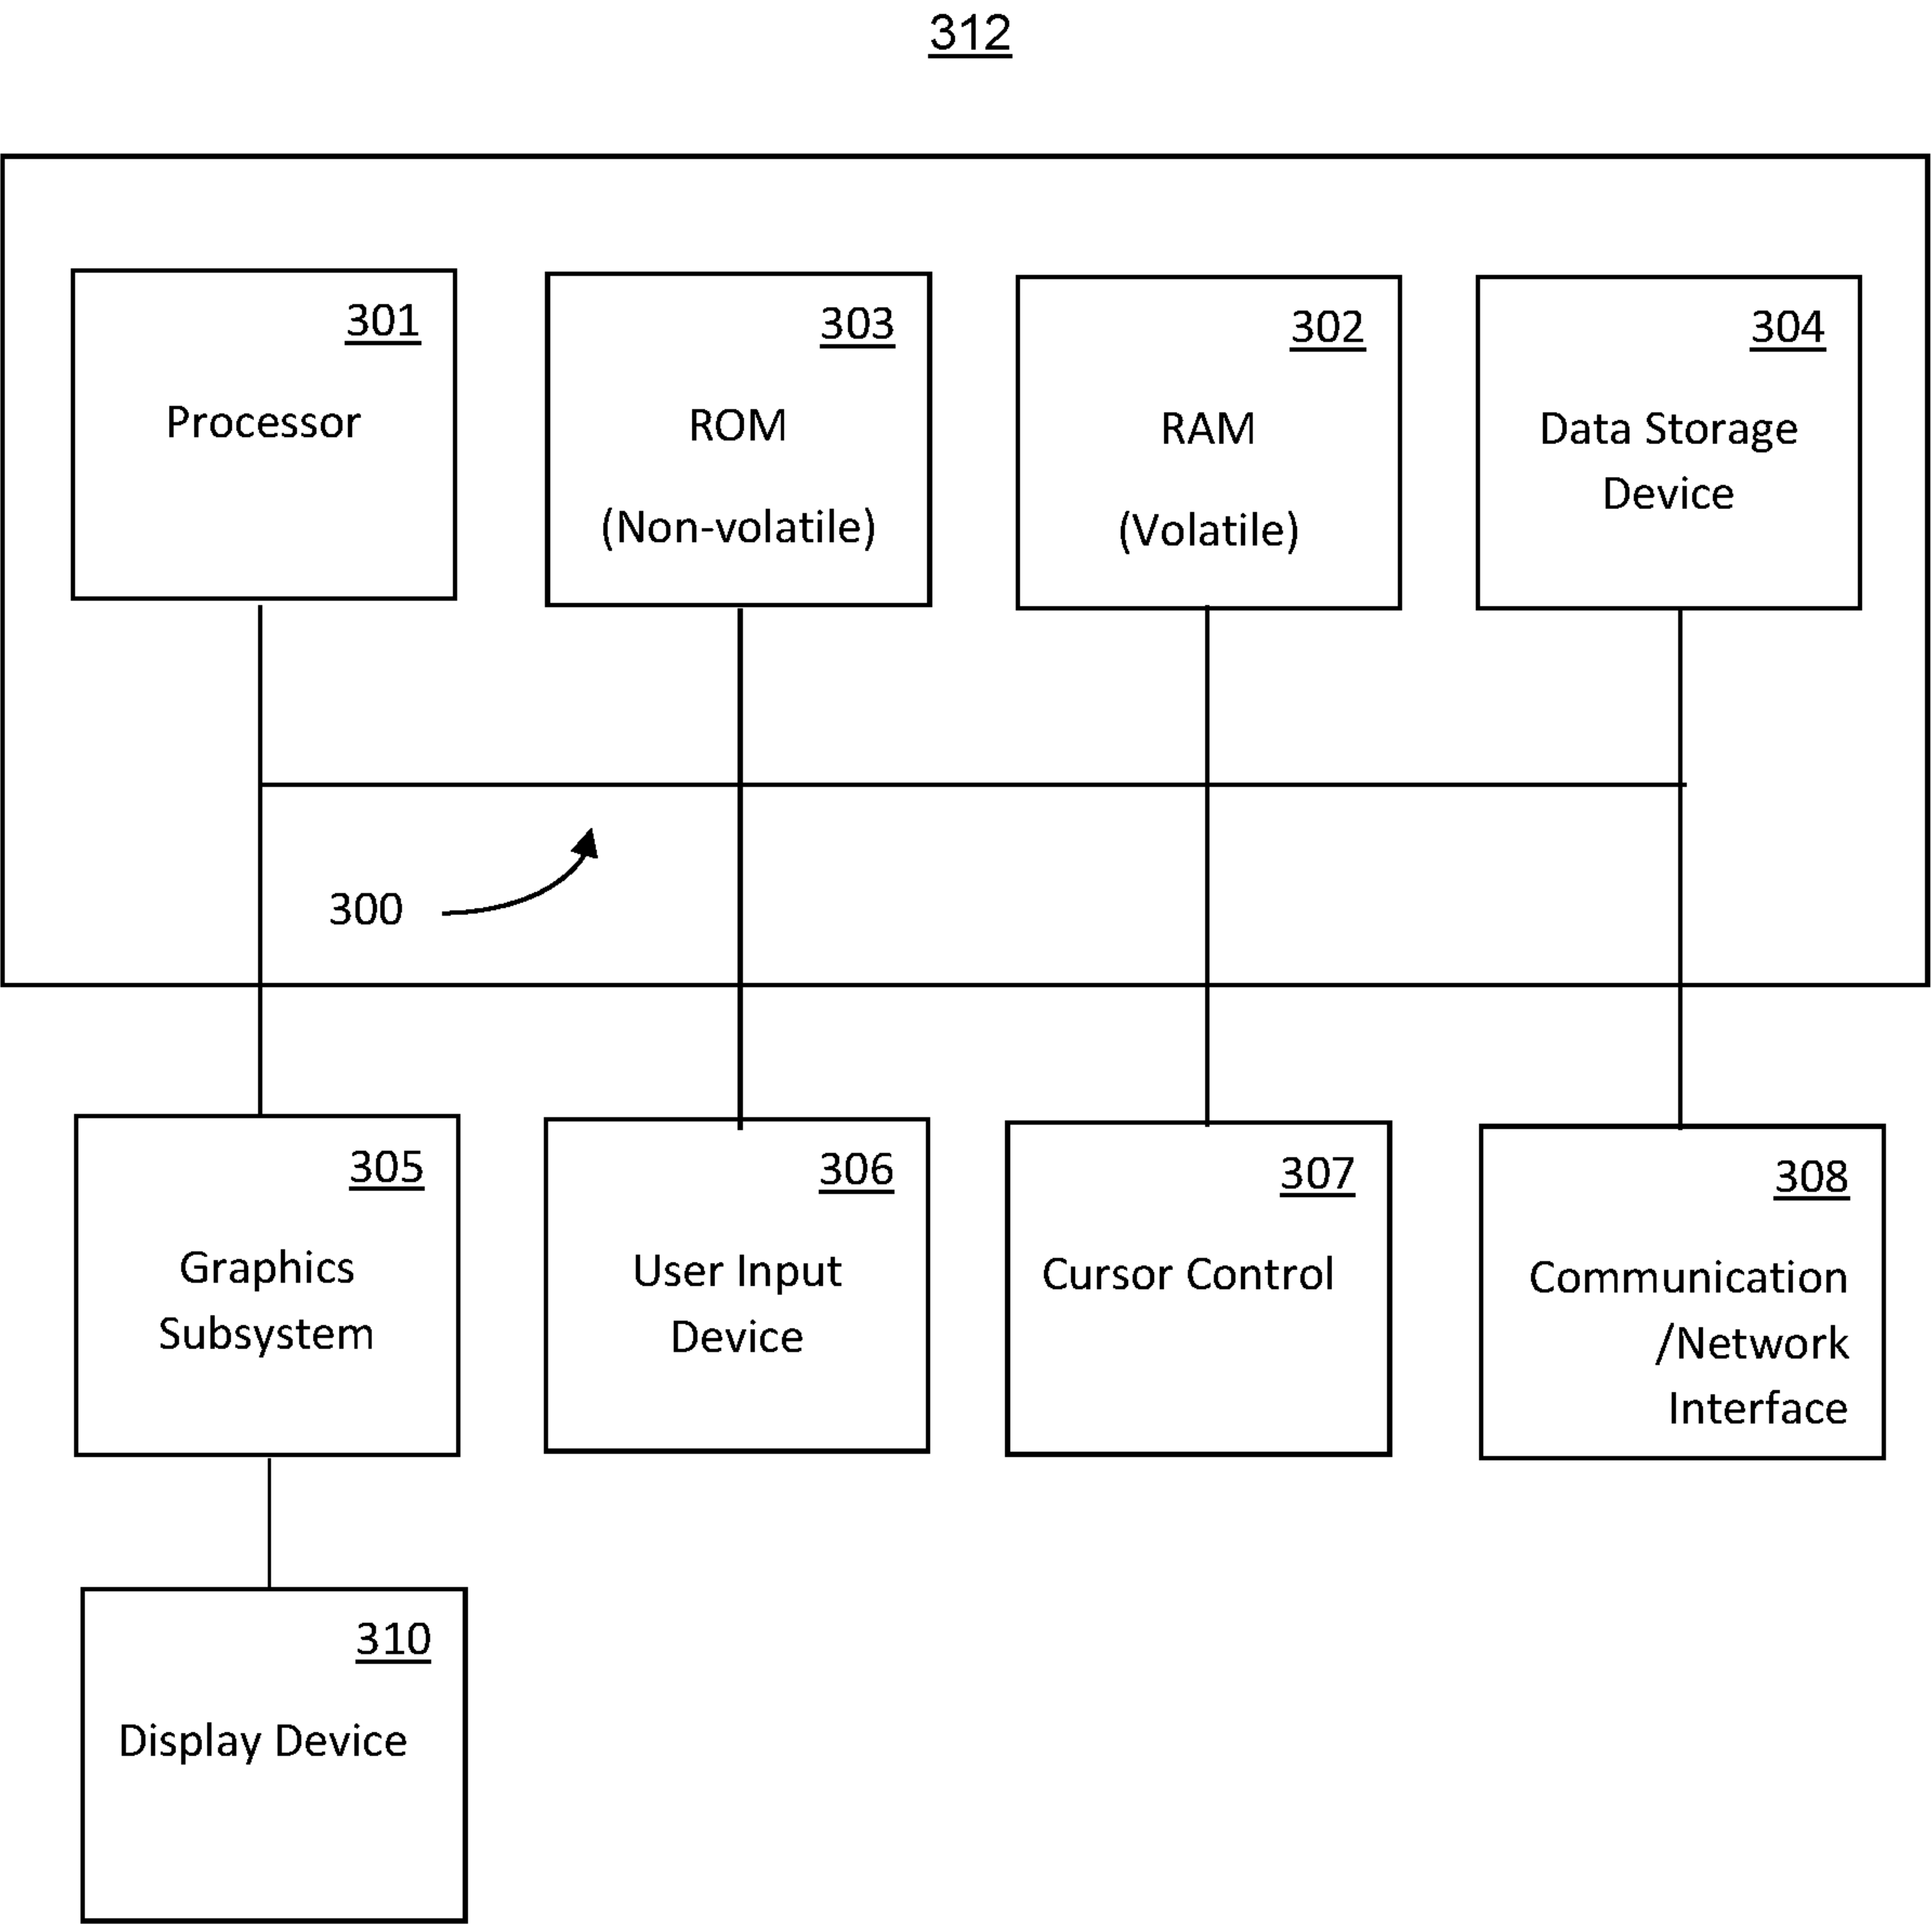 312
301
Processor
303
ROM
(Non-volatile)
302
RAM
(Volatile)
304
Data Storage
Device
300
305
Graphics
Subsystem
306
User Input
Device
307
Cursor Control
308
Communication
/Network
Interface
310
Display Device